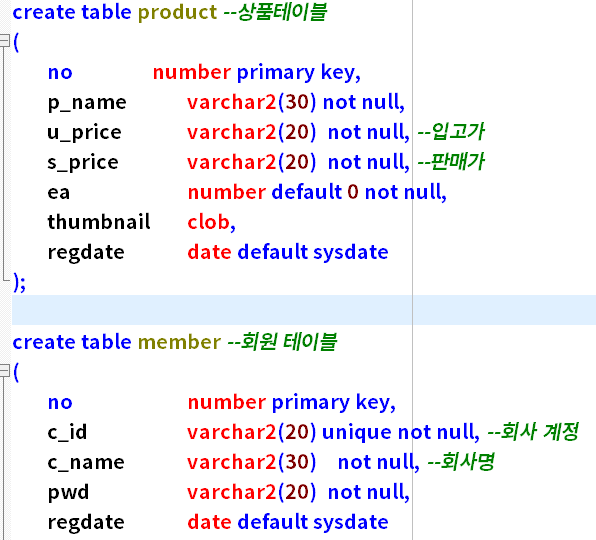 create table product --상품테이블
(
no number primary key,
p_name varchar2(30) not null,
u_price varchar2(20) not null, --입고가
s_price varchar2(20) not null, --판매가
ea number default 0 not null,
thumbnail clob,
regdate date default sysdate
);
create table member --회원 테이블
(
no number primary key,
c_id varchar2(20) unique not null, --회사 계정
c_name varchar2(30) not null, --회사명
pwd varchar2(20) not null,
regdate date default sysdate